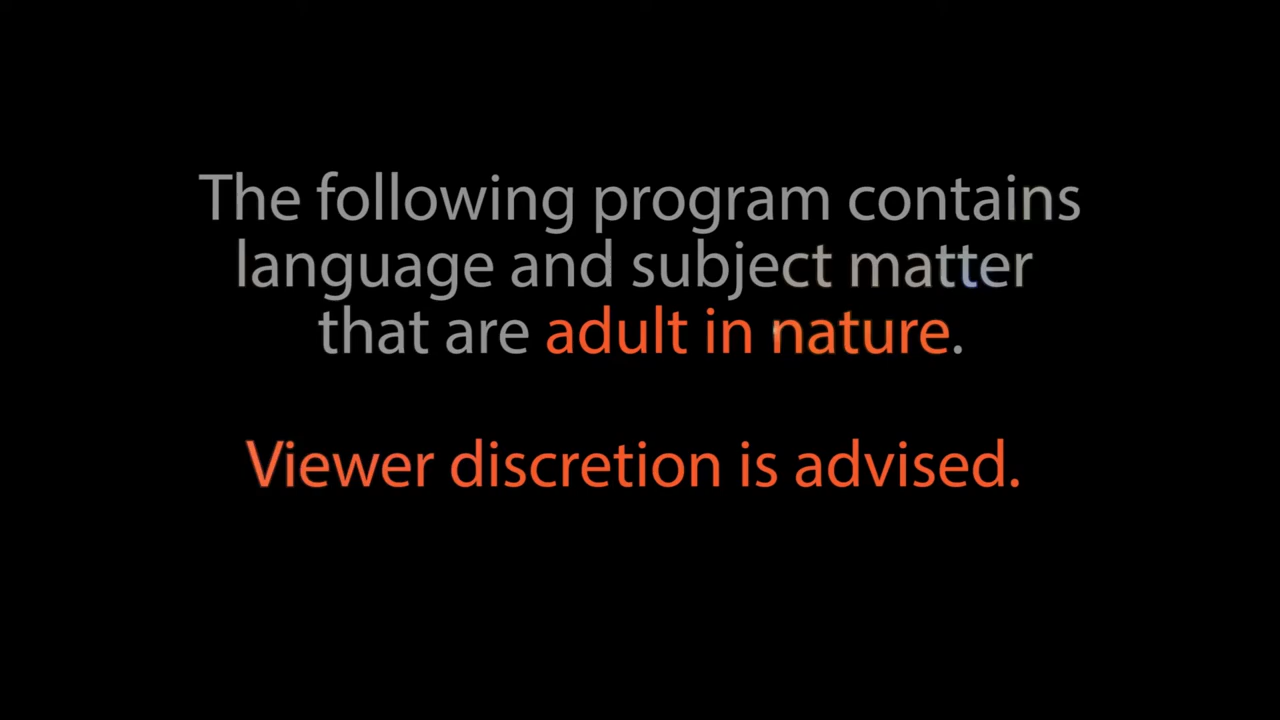 The following program contains
language and subject matter
that are adult in nature.
Viewer discretion is advised.